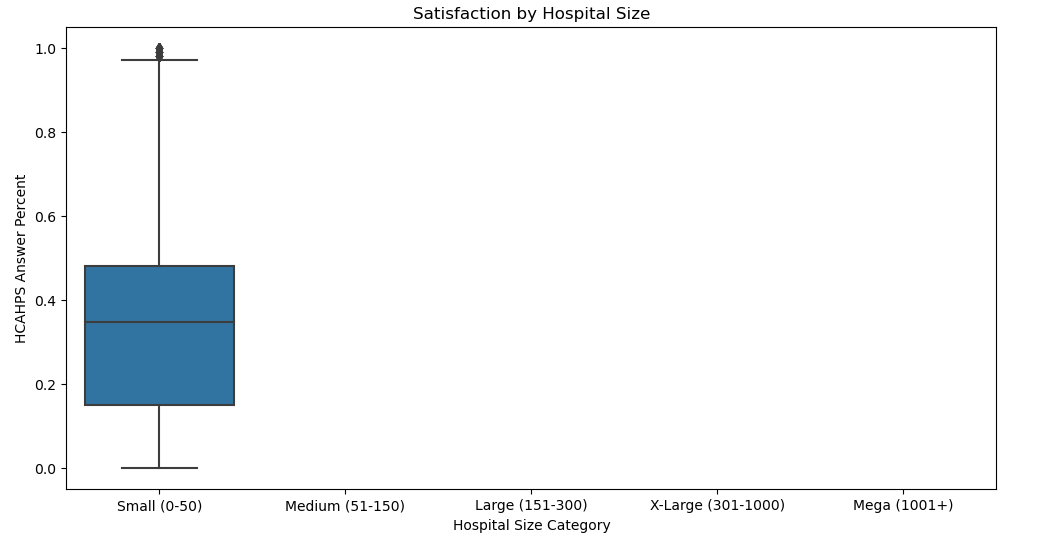 Satisfaction by Hospital Size
HCAHPS Answer Percent
1.0
0.8
0.6
0.4
0.2
0.0
Small (0-50) Medium (51-150) Large (151-300) X-Large (301-1000) Mega (1001+)
Hospital Size Category